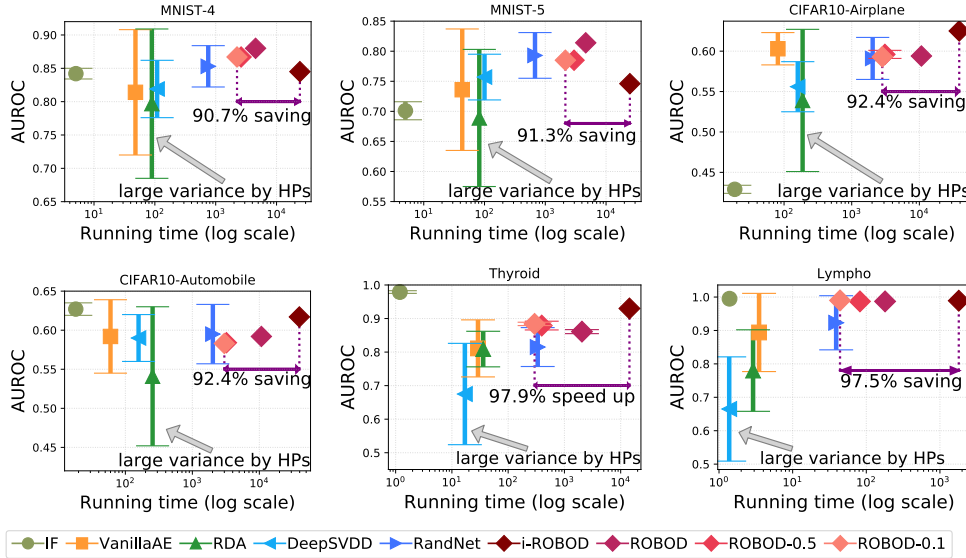 MNIST-4
MNIST-5
CIFAR10-Airplane
AUROC
0.90
0.85
0.80
0.75
0.70
0.65
90.7% saving
large variance by HPs
10¹ 10² 10³ 10⁴
Running time (log scale)
AUROC
0.85
0.80
0.75
0.70
0.65
0.60
0.55
91.3% saving
large variance by HPs
10¹ 10² 10³ 10⁴
Running time (log scale)
AUROC
0.60
0.55
0.50
0.45
92.4% saving
large variance by HPs
10² 10³ 10⁴
Running time (log scale)
CIFAR10-Automobile
Thyroid
Lympho
AUROC
0.65
0.60
0.55
0.50
0.45
92.4% saving
large variance by HPs
10² 10³ 10⁴
Running time (log scale)
AUROC
1.0
0.9
0.8
0.7
0.6
0.5
97.9% speed up
large variance by HPs
10⁰ 10¹ 10² 10³ 10⁴
Running time (log scale)
AUROC
1.0
0.9
0.8
0.7
0.6
0.5
97.5% saving
large variance by HPs
10⁰ 10¹ 10² 10³
Running time (log scale)
IF VanillaAE RDA DeepSVDD RandNet i-ROBOD ROBOD ROBOD-0.5 ROBOD-0.1